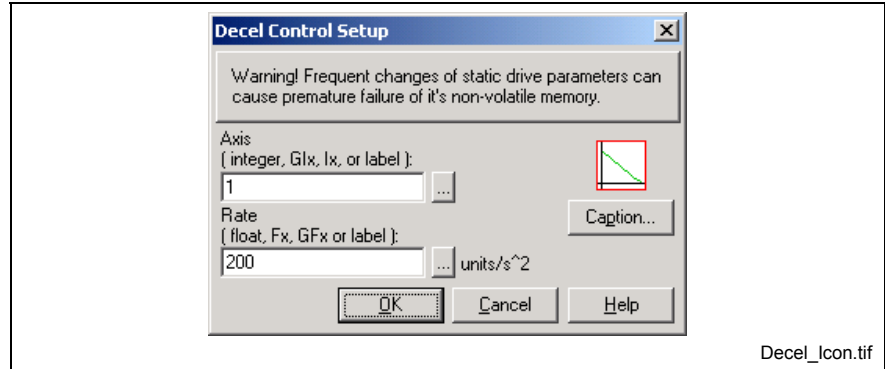 Decel Control Setup
Warning! Frequent changes of static drive parameters can
cause premature failure of it's non-volatile memory.
Axis
( integer, GIx, Ix, or label ):
1
...
Rate
( float, Fx, GFx or label ):
200
... units/s^2
Caption...
OK Cancel Help
Decel_Icon.tif